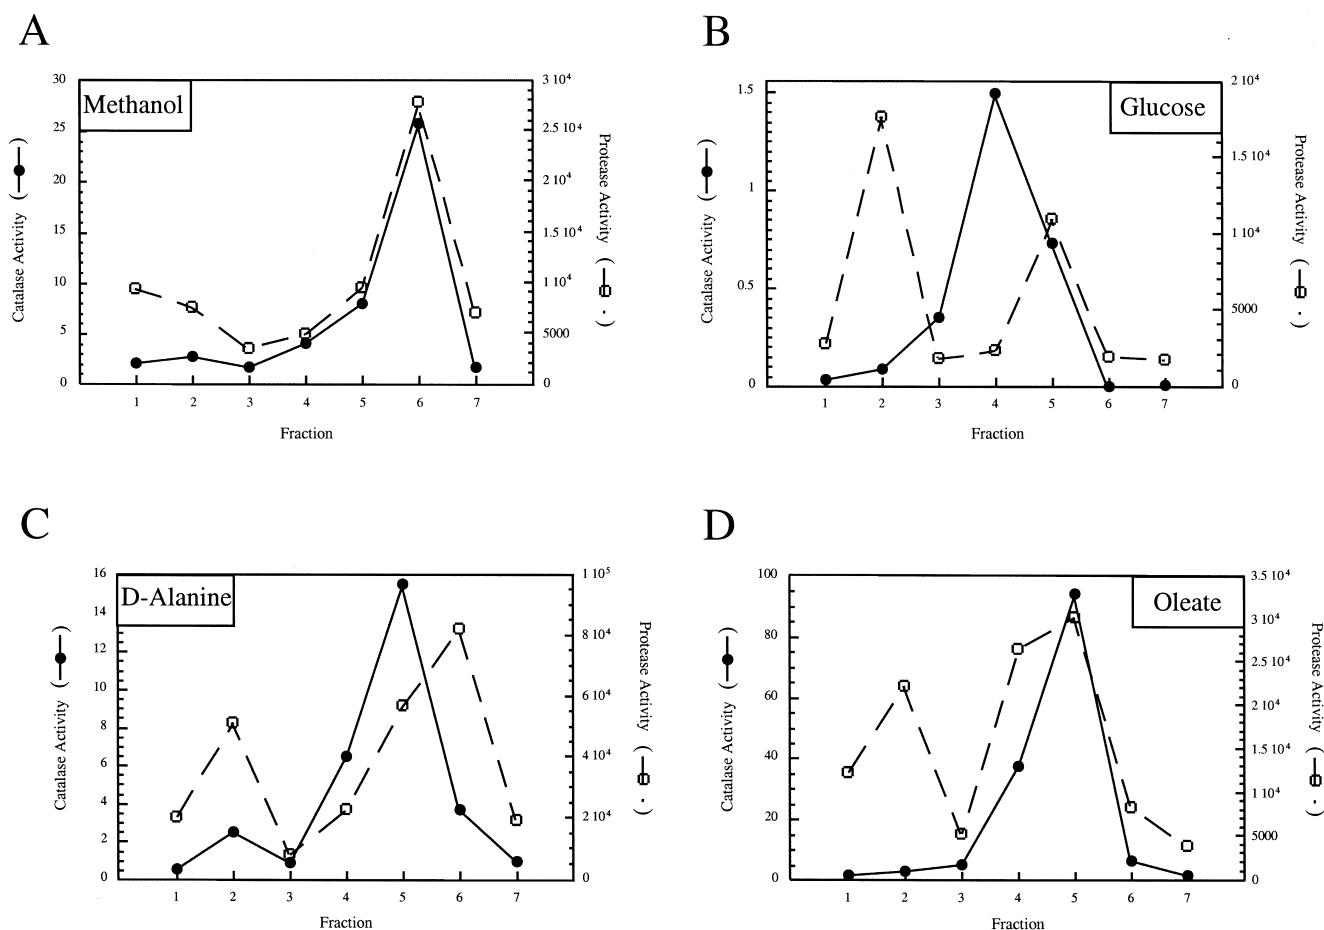 A
Methanol
30
25
20
15
10
5
0
3 10⁴
2.5 10⁴
2 10⁴
1.5 10⁴
1 10⁴
5000
0
Catalase Activity ( )
Protease Activity ( )
1 2 3 4 5 6 7
Fraction
B
Glucose
1.5
1
0.5
0
2 10⁴
1.5 10⁴
1 10⁴
5000
0
Catalase Activity ( )
Protease Activity ( )
1 2 3 4 5 6 7
Fraction
C
D-Alanine
16
14
12
10
8
6
4
2
0
1 10⁵
8 10⁴
6 10⁴
4 10⁴
2 10⁴
0
Catalase Activity ( )
Protease Activity ( )
1 2 3 4 5 6 7
Fraction
D
Oleate
100
80
60
40
20
0
3.5 10⁴
3 10⁴
2.5 10⁴
2 10⁴
1.5 10⁴
1 10⁴
5000
0
Catalase Activity ( )
Protease Activity ( )
1 2 3 4 5 6 7
Fraction